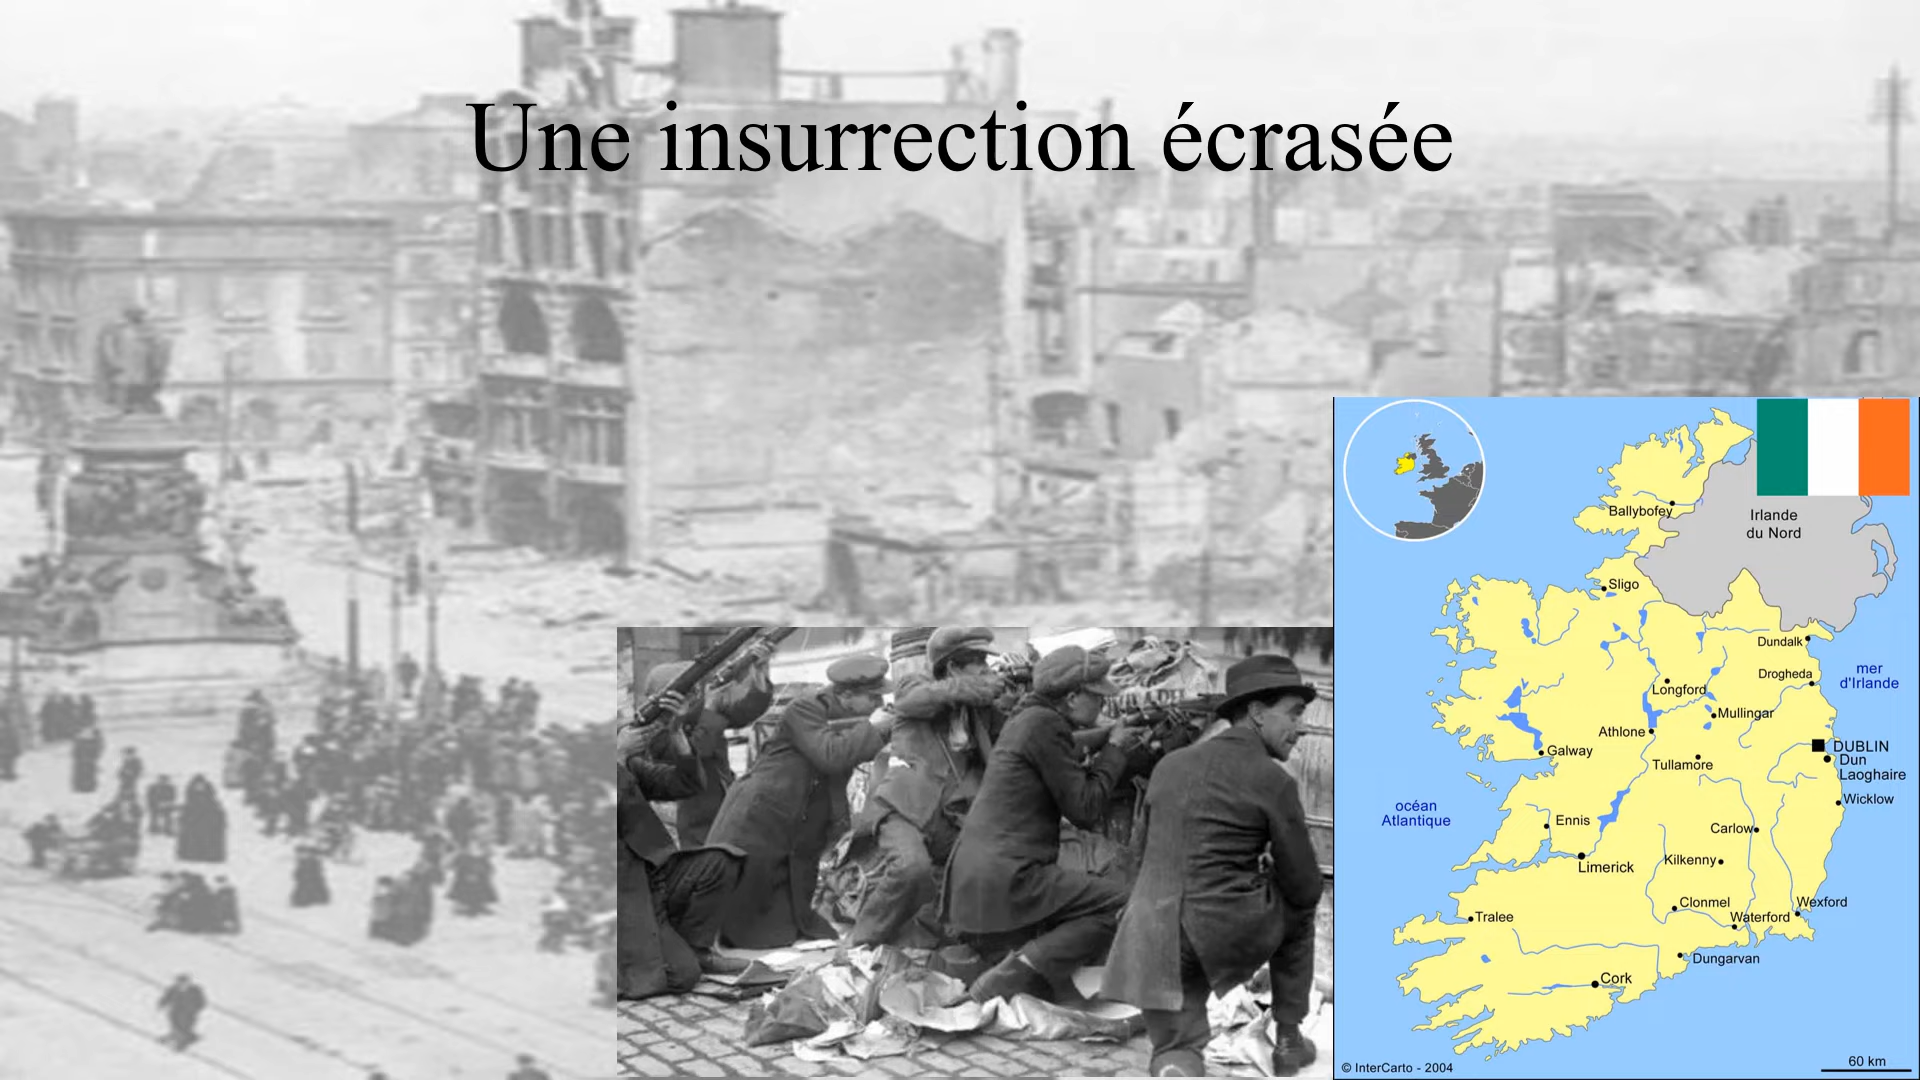 Une insurrection écrasée
Ballybofey
Irlande
du Nord
Sligo
Dundalk
mer
d'Irlande
Drogheda
Longford
Mullingar
Athlone
DUBLIN
Galway
Dun
Laoghaire
Tullamore
Wicklow
océan
Atlantique
Ennis
Carlow
Kilkenny
Limerick
Clonmel
Wexford
Tralee
Waterford
Dungarvan
Cork
60 km
© InterCarto - 2004